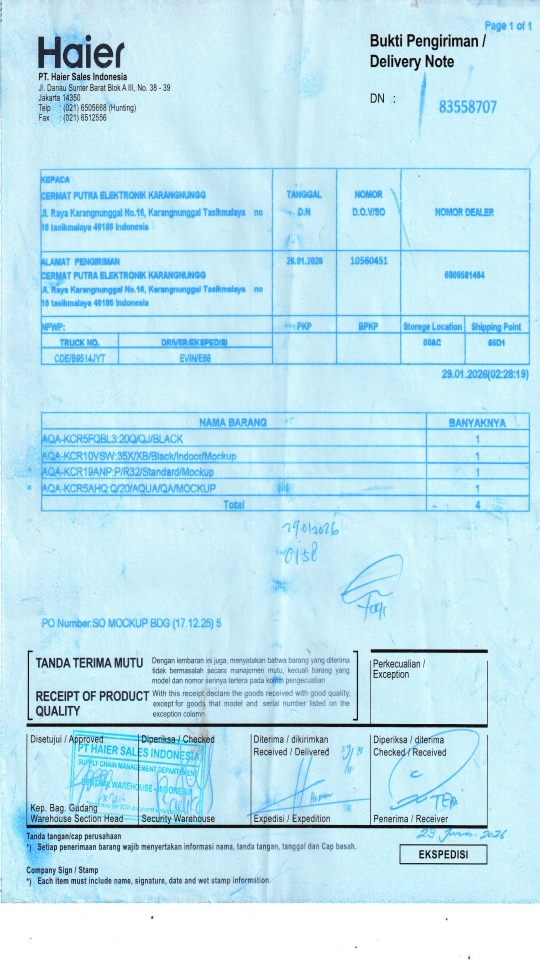 Page 1 of 1
Haier
Bukti Pengiriman /
Delivery Note
PT. Haier Sales Indonesia
Jl. Danau Sunter Barat Blok A III, No. 38 - 39
Jakarta 14350
Telp : (021) 6505668 (Hunting)
Fax : (021) 6512556
DN : 83558707
KEPADA
CERMAT PUTRA ELEKTRONIK KARANGNUNGG
Jl. Raya Karangnunggal No.16, Karangnunggal Tasikmalaya no
16 tasikmalaya 46186 Indonesia
TANGGAL
D.N
NOMOR
D.O.V/SO
NOMOR DEALER
ALAMAT PENGIRIMAN
CERMAT PUTRA ELEKTRONIK KARANGNUNGG
Jl. Raya Karangnunggal No.16, Karangnunggal Tasikmalaya no
16 tasikmalaya 46186 Indonesia
29.01.2026
10560451
6000581464
NPWP:
PKP
BPKP
Storege Location
Shipping Point
TRUCK NO.
DRIVER/EKSPEDISI
CDE/B9514JYT
29.01.2026(02:28:19)
NAMA BARANG BANYAKNYA
AQA-KCR5FQBL3:20Q/QJ/BLACK 1
AQA-KCR10VSW:35X/XB/Black/Indoor/Mockup 1
AQA-KCR19ANP:P/R32/Standard/Mockup 1
AQA-KCR5AHQ:Q/20/AQUA/QA/MOCKUP 1
Total 4
29/01/2026
0158
PO Number:SO MOCKUP BDG (17.12.25) 5
TANDA TERIMA MUTU
Dengan lembaran ini juga, menyatakan bahwa barang yang diterima
tidak bermasalah secara manajemen mutu, kecuali barang yang
model dan nomor serinya tertera pada kolom pengecualian
RECEIPT OF PRODUCT
QUALITY
With this receipt declare the goods received with good quality,
except for goods that model and serial number listed on the
exception column
Perkecualian /
Exception
Disetujui / Approved
Diperiksa / Checked
Diterima / dikirimkan
Received / Delivered
Diperiksa / diterima
Checked / Received
PT HAIER SALES INDONESIA
SUPPLY CHAIN MANAGEMENT DEPARTMENT
CENTRAL WAREHOUSE - INDONESIA
Kep. Bag. Gudang
Warehouse Section Head
Security Warehouse
Expedisi / Expedition
Penerima / Receiver
Tanda tangan/cap perusahaan
*) Setiap penerimaan barang wajib menyertakan informasi nama, tanda tangan, tanggal dan Cap basah.
EKSPEDISI
Company Sign / Stamp
*) Each item must include name, signature, date and wet stamp information.